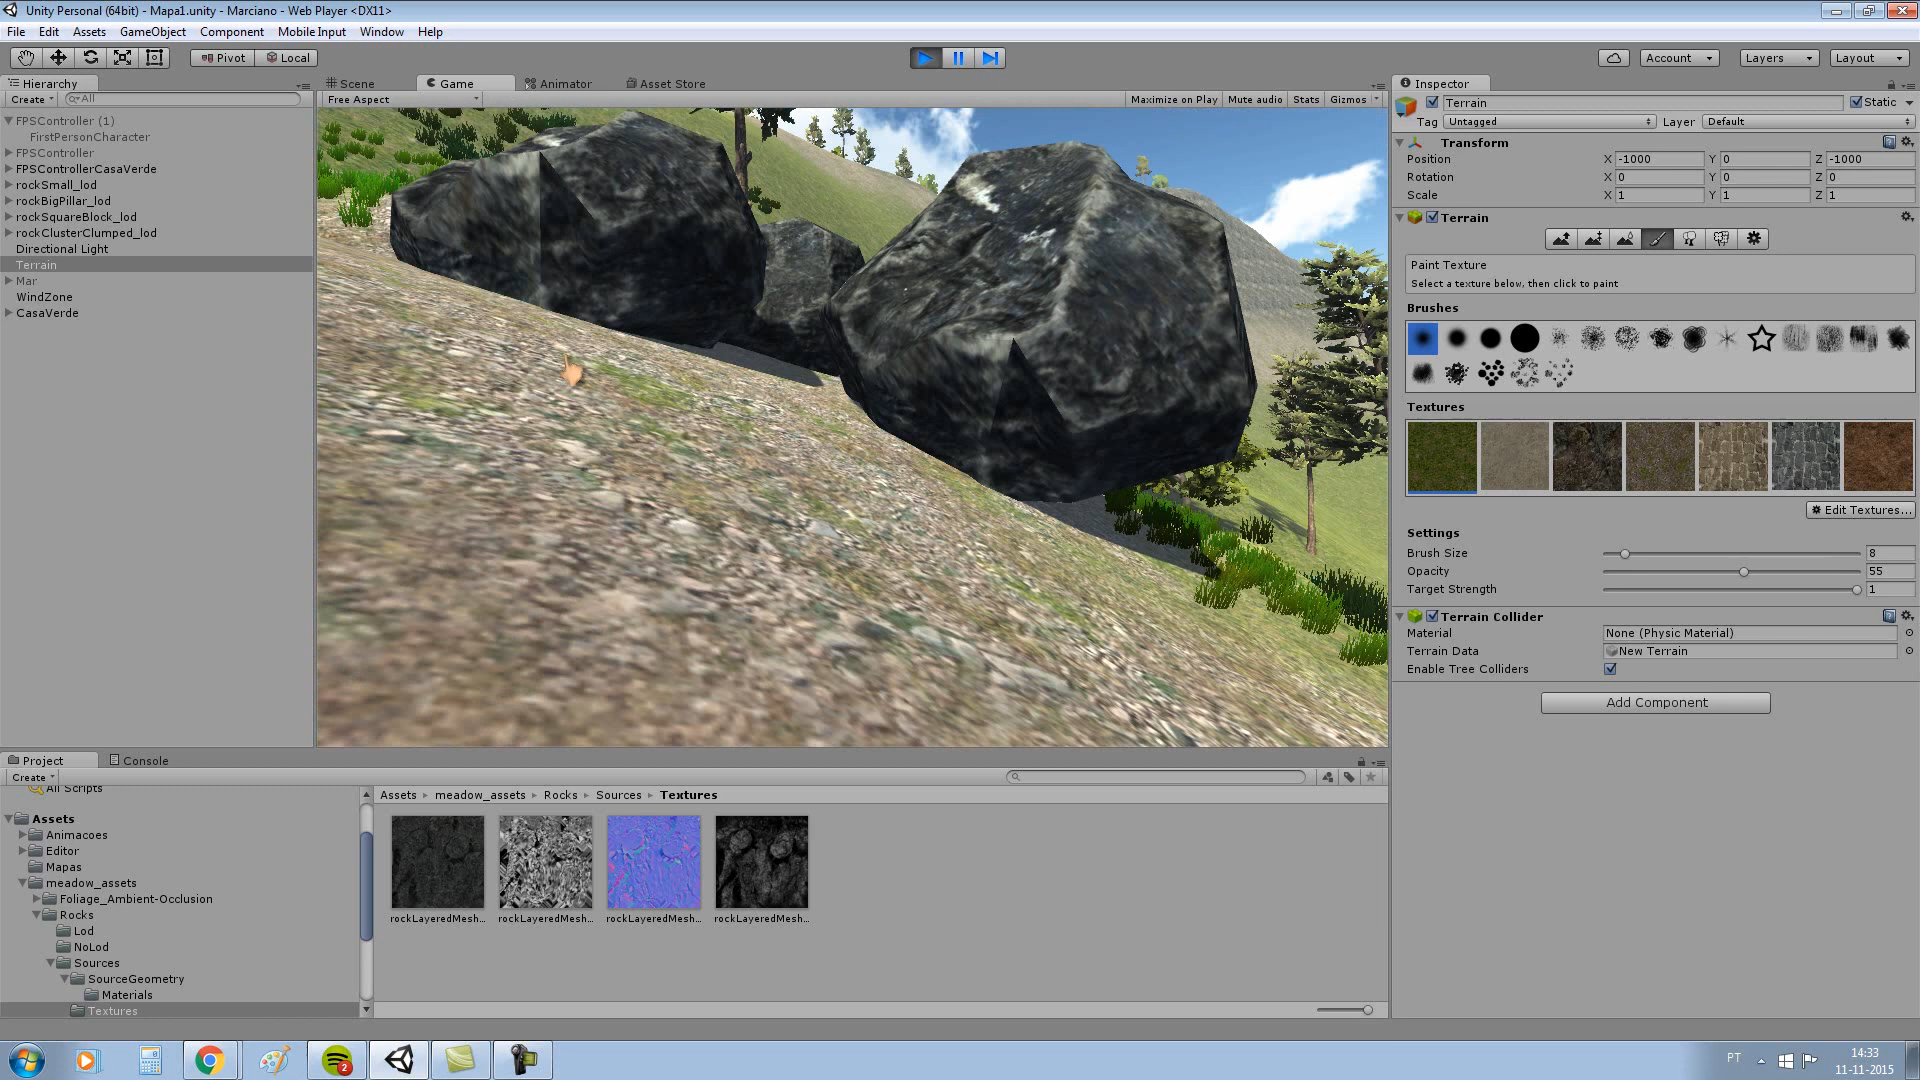 Unity Personal (64bit) - Mapa1.unity - Marciano - Web Player <DX11>
File Edit Assets GameObject Component Mobile Input Window Help
Pivot Local
Account Layers Layout
Hierarchy
Create All
FPSController (1)
FirstPersonCharacter
FPSController
FPSControllerCasaVerde
rockSmall_lod
rockBigPillar_lod
rockSquareBlock_lod
rockClusterClumped_lod
Directional Light
Terrain
Mar
WindZone
CasaVerde
Scene Game Animator Asset Store
Free Aspect Maximize on Play Mute audio Stats Gizmos
Inspector
Terrain Static
Tag Untagged Layer Default
Transform
Position X -1000 Y 0 Z -1000
Rotation X 0 Y 0 Z 0
Scale X 1 Y 1 Z 1
Terrain
Paint Texture
Select a texture below, then click to paint
Brushes
Textures
Edit Textures...
Settings
Brush Size 8
Opacity 55
Target Strength 1
Terrain Collider
Material None (Physic Material)
Terrain Data New Terrain
Enable Tree Colliders
Add Component
Project Console
Create
All Scripts
Assets
Animacoes
Editor
Mapas
meadow_assets
Foliage_Ambient-Occlusion
Rocks
Lod
NoLod
Sources
SourceGeometry
Materials
Textures
Assets meadow_assets Rocks Sources Textures
rockLayeredMesh... rockLayeredMesh... rockLayeredMesh... rockLayeredMesh...
2
PT
14:33
11-11-2015